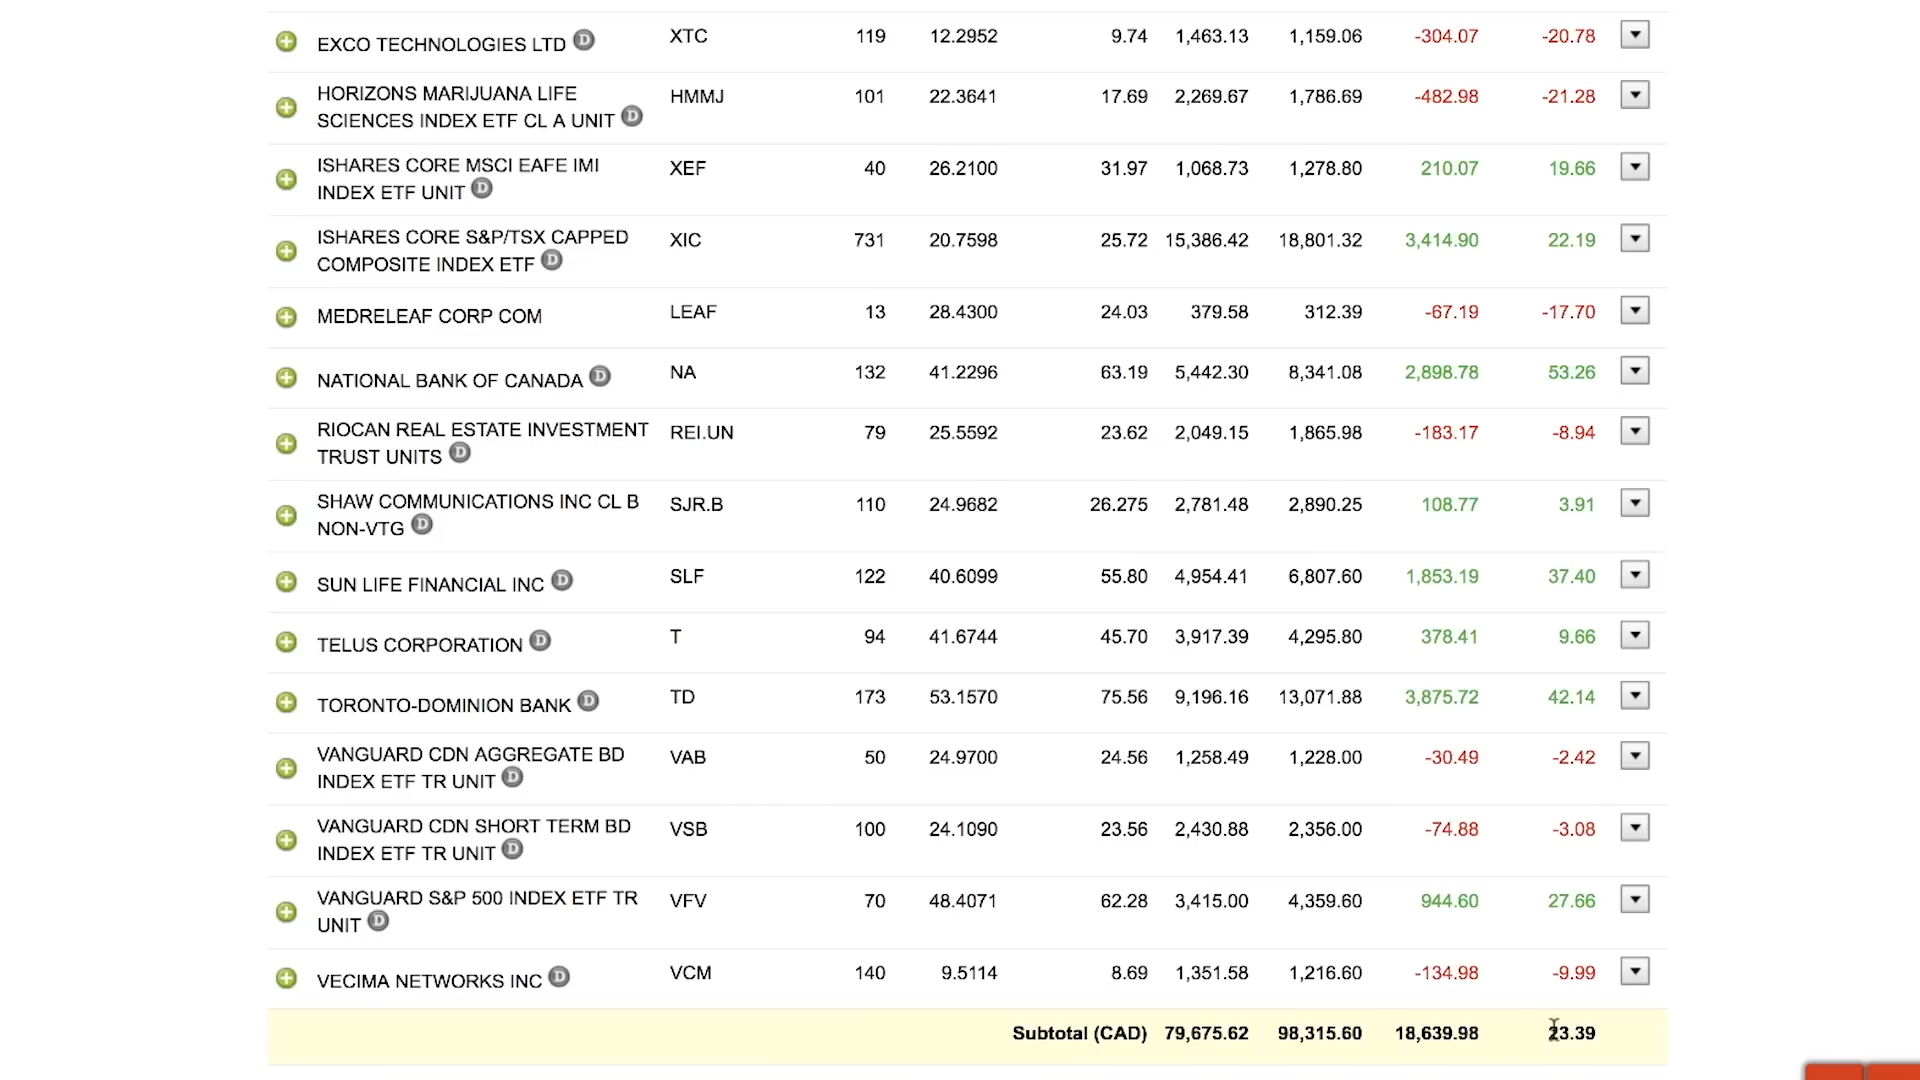 EXCO TECHNOLOGIES LTD D XTC 119 12.2952 9.74 1,463.13 1,159.06 -304.07 -20.78
HORIZONS MARIJUANA LIFE HMMJ 101 22.3641 17.69 2,269.67 1,786.69 -482.98 -21.28
SCIENCES INDEX ETF CL A UNIT D
ISHARES CORE MSCI EAFE IMI XEF 40 26.2100 31.97 1,068.73 1,278.80 210.07 19.66
INDEX ETF UNIT D
ISHARES CORE S&P/TSX CAPPED XIC 731 20.7598 25.72 15,386.42 18,801.32 3,414.90 22.19
COMPOSITE INDEX ETF D
MEDRELEAF CORP COM LEAF 13 28.4300 24.03 379.58 312.39 -67.19 -17.70
NATIONAL BANK OF CANADA D NA 132 41.2296 63.19 5,442.30 8,341.08 2,898.78 53.26
RIOCAN REAL ESTATE INVESTMENT REI.UN 79 25.5592 23.62 2,049.15 1,865.98 -183.17 -8.94
TRUST UNITS D
SHAW COMMUNICATIONS INC CL B SJR.B 110 24.9682 26.275 2,781.48 2,890.25 108.77 3.91
NON-VTG D
SUN LIFE FINANCIAL INC D SLF 122 40.6099 55.80 4,954.41 6,807.60 1,853.19 37.40
TELUS CORPORATION D T 94 41.6744 45.70 3,917.39 4,295.80 378.41 9.66
TORONTO-DOMINION BANK D TD 173 53.1570 75.56 9,196.16 13,071.88 3,875.72 42.14
VANGUARD CDN AGGREGATE BD VAB 50 24.9700 24.56 1,258.49 1,228.00 -30.49 -2.42
INDEX ETF TR UNIT D
VANGUARD CDN SHORT TERM BD VSB 100 24.1090 23.56 2,430.88 2,356.00 -74.88 -3.08
INDEX ETF TR UNIT D
VANGUARD S&P 500 INDEX ETF TR VFV 70 48.4071 62.28 3,415.00 4,359.60 944.60 27.66
UNIT D
VECIMA NETWORKS INC D VCM 140 9.5114 8.69 1,351.58 1,216.60 -134.98 -9.99
Subtotal (CAD) 79,675.62 98,315.60 18,639.98 23.39